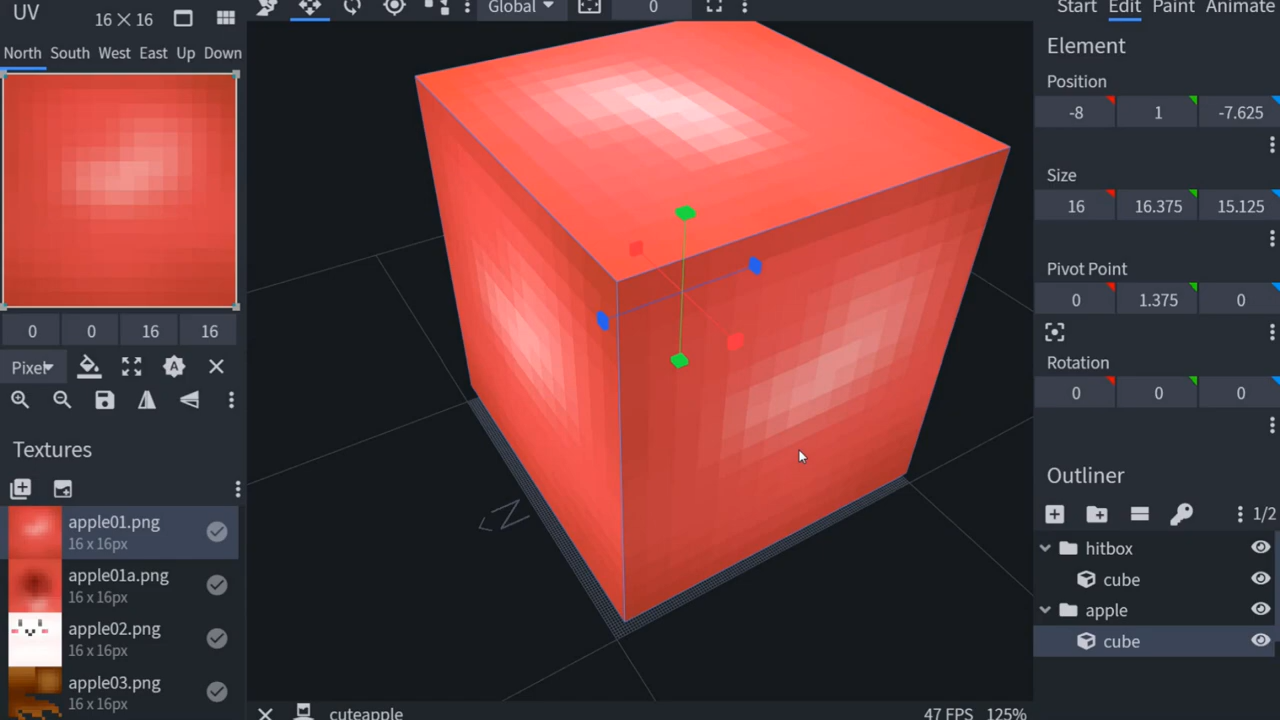 UV
16 × 16
North South West East Up Down
0 0 16 16
Pixel
Textures
apple01.png
16 x 16px
apple01a.png
16 x 16px
apple02.png
16 x 16px
apple03.png
16 x 16px
Global
0
N
cuteapple
47 FPS 125%
Start Edit Paint Animate
Element
Position
-8 1 -7.625
Size
16 16.375 15.125
Pivot Point
0 1.375 0
Rotation
0 0 0
Outliner
1/2
hitbox
cube
apple
cube